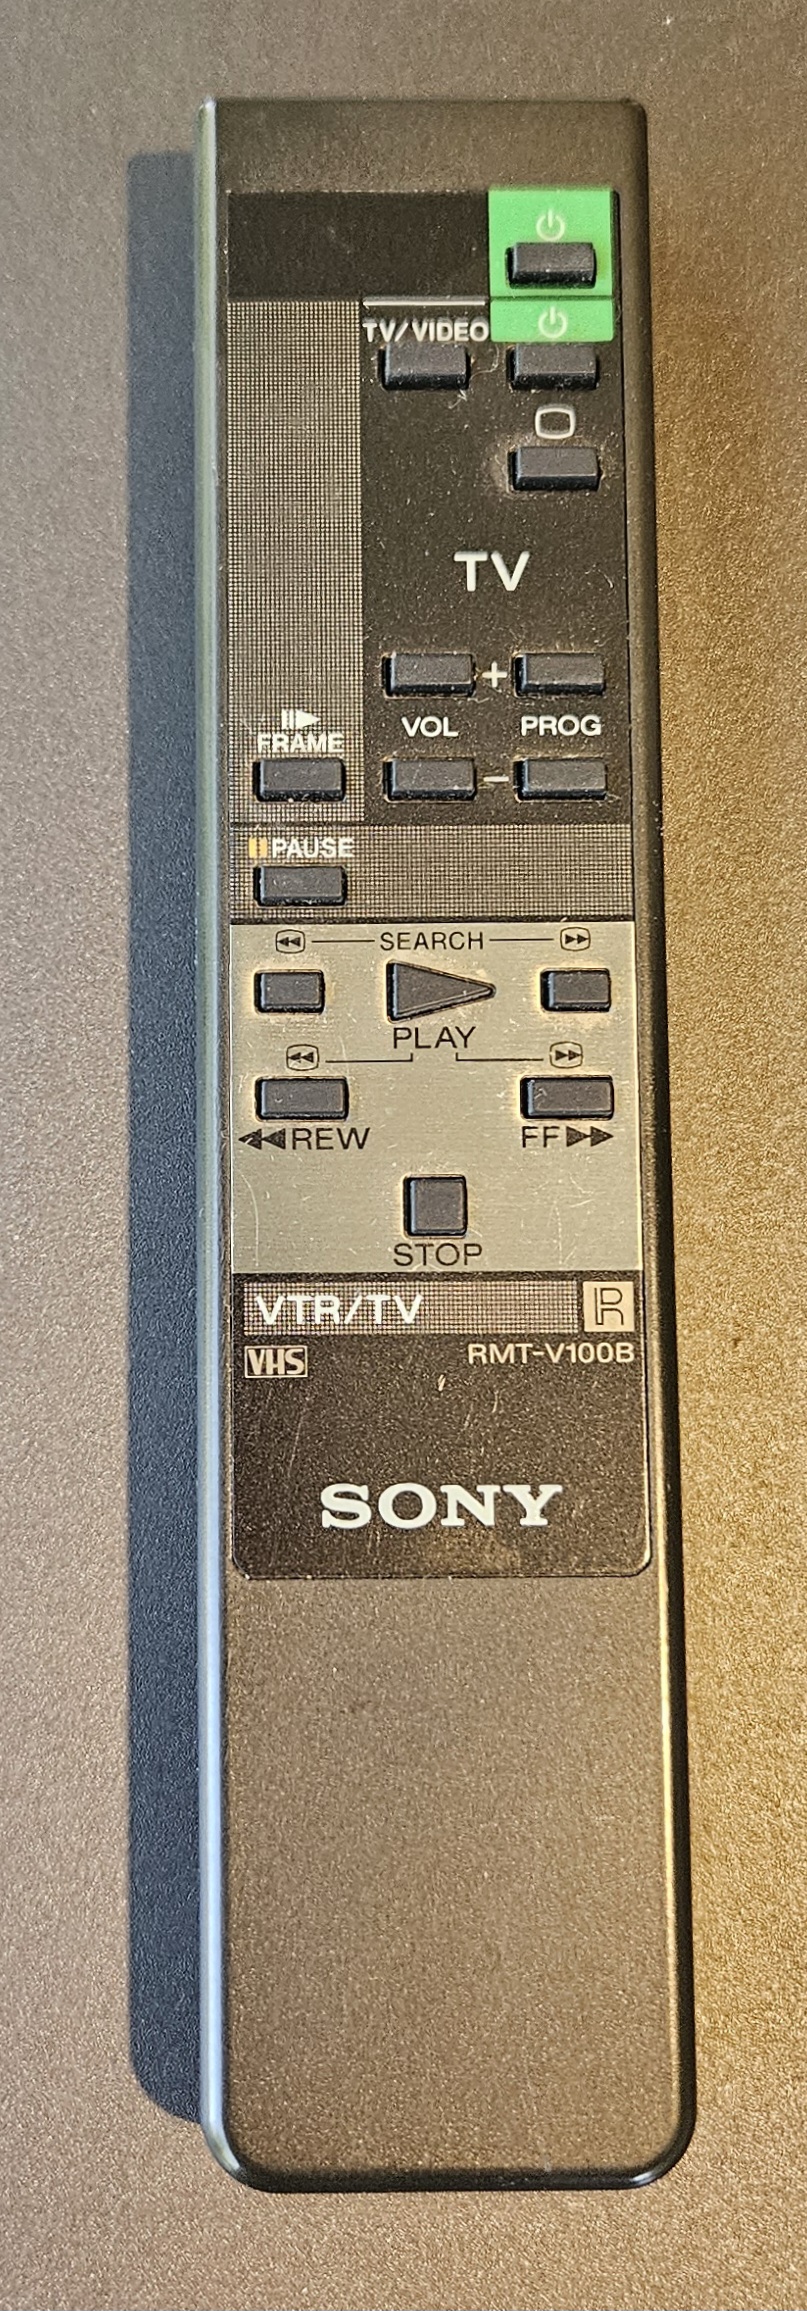 TV/VIDEO
TV
VOL PROG
FRAME
PAUSE
SEARCH
PLAY
REW FF
STOP
VTR/TV R
VHS RMT-V100B
SONY